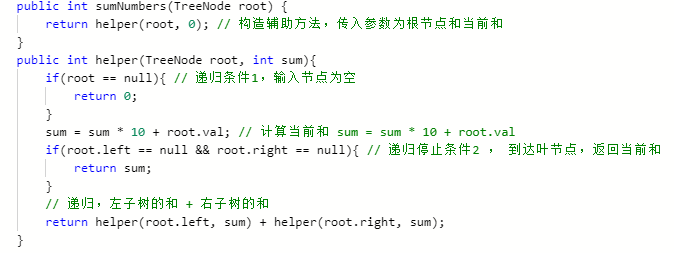 public int sumNumbers(TreeNode root) {
    return helper(root, 0); // 构造辅助方法，传入参数为根节点和当前和
}
public int helper(TreeNode root, int sum){
    if(root == null){ // 递归条件1，输入节点为空
        return 0;
    }
    sum = sum * 10 + root.val; // 计算当前和 sum = sum * 10 + root.val
    if(root.left == null && root.right == null){ // 递归停止条件2 ， 到达叶节点，返回当前和
        return sum;
    }
    // 递归，左子树的和 + 右子树的和
    return helper(root.left, sum) + helper(root.right, sum);
}